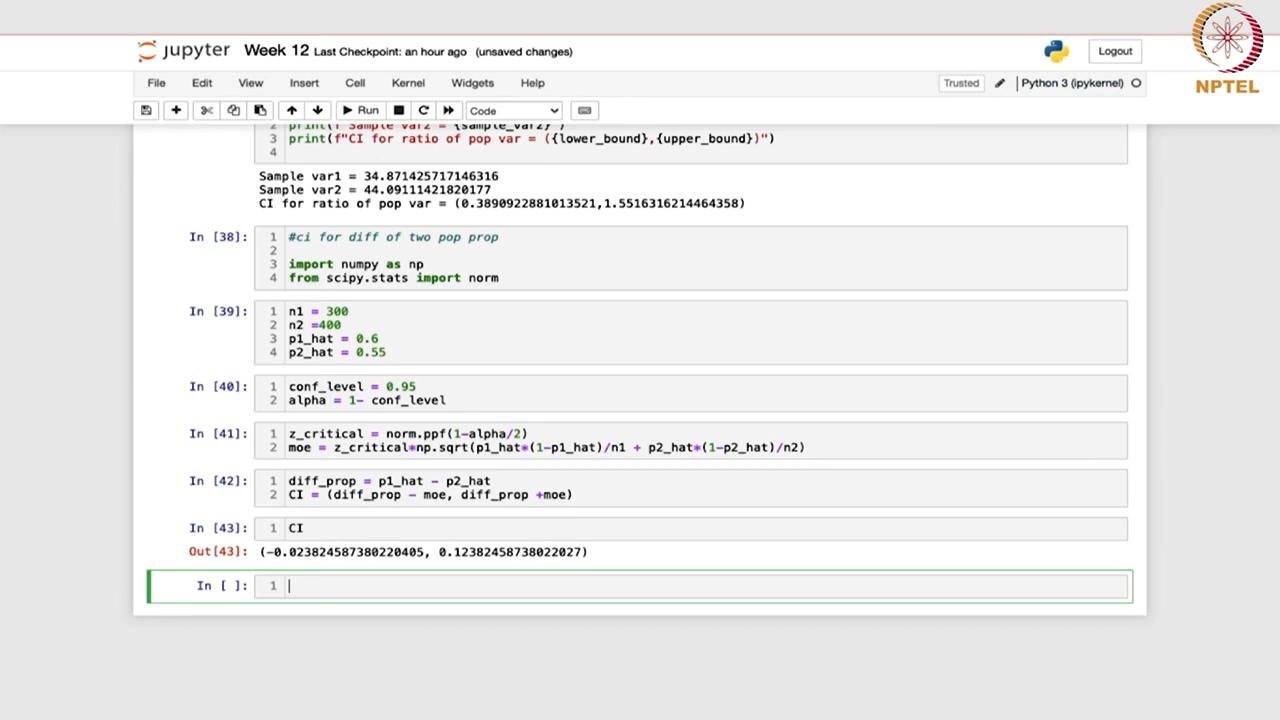 jupyter Week 12 Last Checkpoint: an hour ago (unsaved changes)
Logout
NPTEL
File Edit View Insert Cell Kernel Widgets Help
Trusted Python 3 (ipykernel)
Run Code
2 print(f"Sample var2 = {sample_var2}")
3 print(f"CI for ratio of pop var = ({lower_bound},{upper_bound})")
4
Sample var1 = 34.871425717146316
Sample var2 = 44.09111421820177
CI for ratio of pop var = (0.3890922881013521,1.5516316214464358)
In [38]: 1 #ci for diff of two pop prop
2
3 import numpy as np
4 from scipy.stats import norm
In [39]: 1 n1 = 300
2 n2 =400
3 p1_hat = 0.6
4 p2_hat = 0.55
In [40]: 1 conf_level = 0.95
2 alpha = 1- conf_level
In [41]: 1 z_critical = norm.ppf(1-alpha/2)
2 moe = z_critical*np.sqrt(p1_hat*(1-p1_hat)/n1 + p2_hat*(1-p2_hat)/n2)
In [42]: 1 diff_prop = p1_hat - p2_hat
2 CI = (diff_prop - moe, diff_prop +moe)
In [43]: 1 CI
Out[43]: (-0.023824587380220405, 0.12382458738022027)
In [ ]: 1